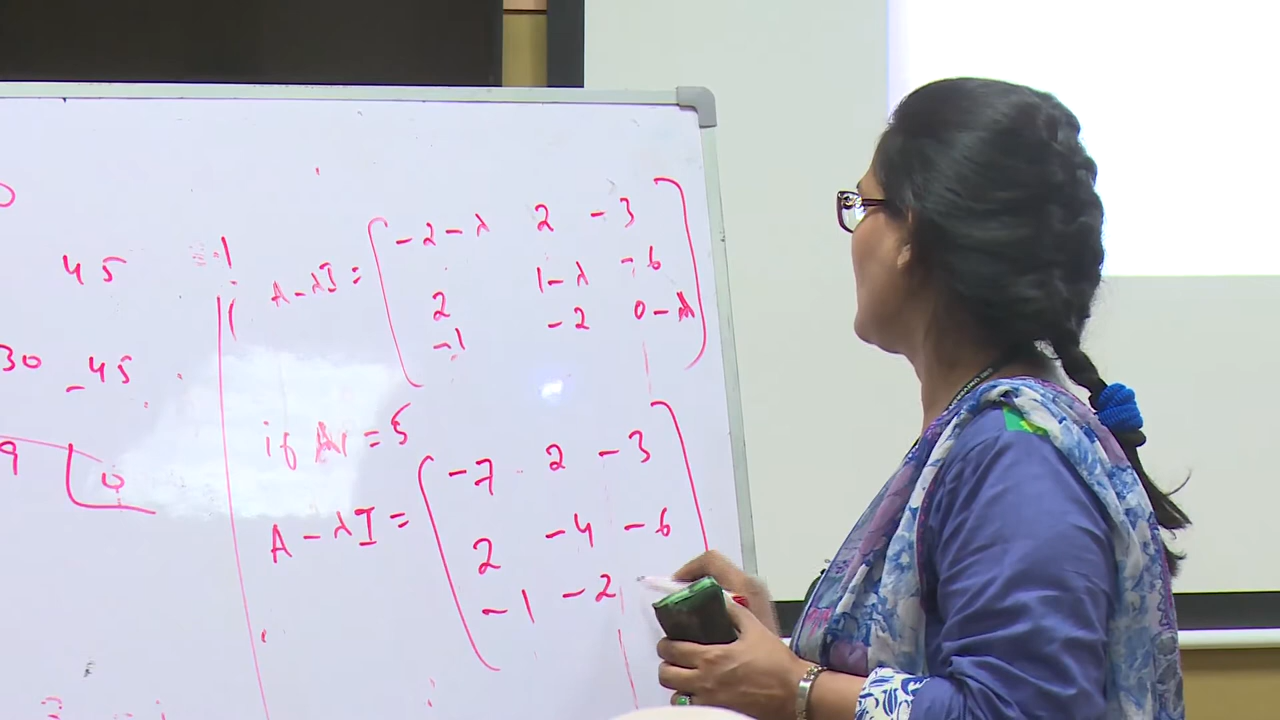 45
30 -45
9 0
-2-λ 2 -3
A-λI = 2 1-λ -6
-1 -2 0-λ
if λ1 = 5
-7 2 -3
A-λI = 2 -4 -6
-1 -2